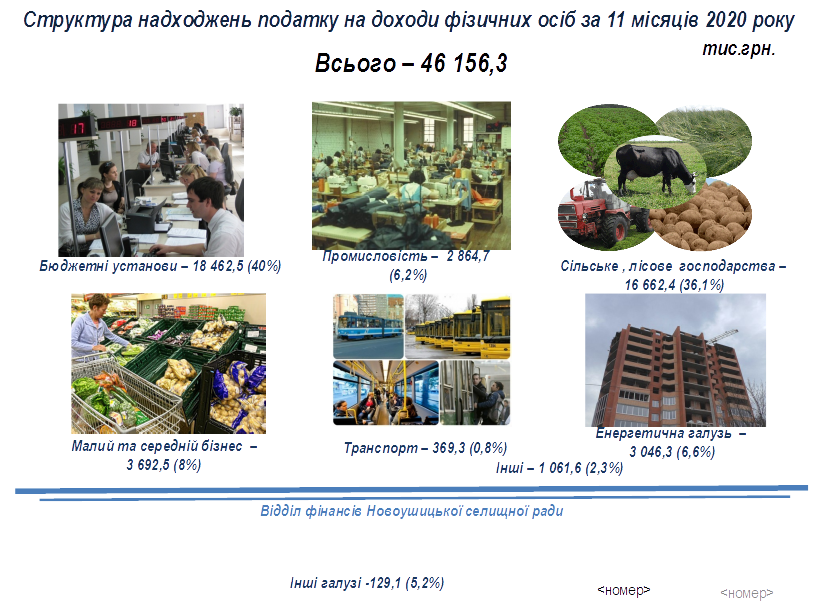 Структура надходжень податку на доходи фізичних осіб за 11 місяців 2020 року
тис.грн.
Всього – 46 156,3
17
18
Бюджетні установи – 18 462,5 (40%)
Промисловість – 2 864,7
(6,2%)
Сільське , лісове господарства –
16 662,4 (36,1%)
Малий та середній бізнес –
3 692,5 (8%)
Транспорт – 369,3 (0,8%)
Енергетична галузь –
3 046,3 (6,6%)
Інші – 1 061,6 (2,3%)
Відділ фінансів Новоушицької селищної ради
Інші галузі -129,1 (5,2%)
<номер>
<номер>